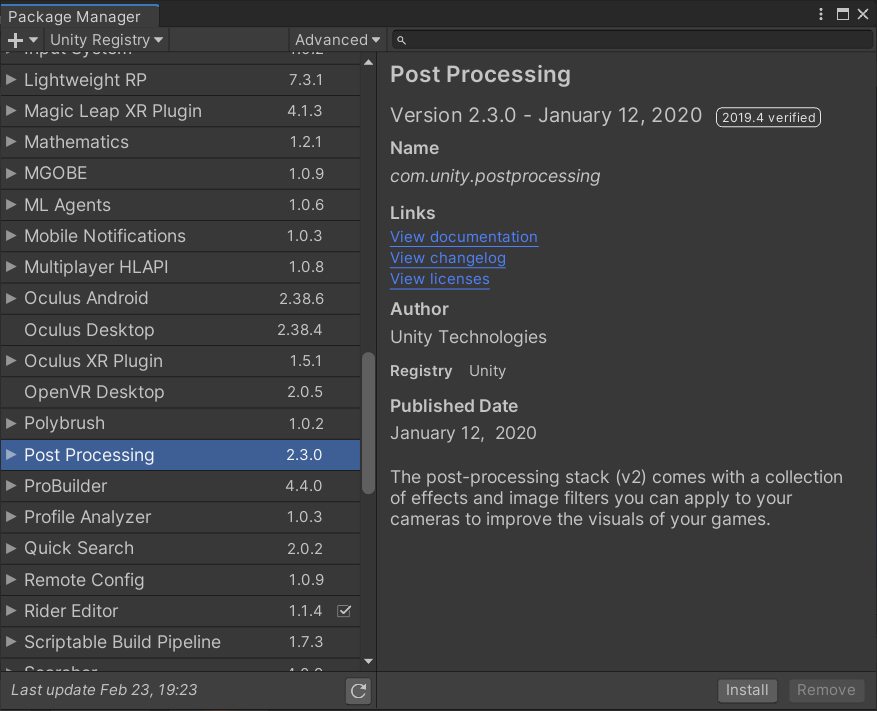 Package Manager
Unity Registry Advanced
Input System 1.0.2
Lightweight RP 7.3.1
Magic Leap XR Plugin 4.1.3
Mathematics 1.2.1
MGOBE 1.0.9
ML Agents 1.0.6
Mobile Notifications 1.0.3
Multiplayer HLAPI 1.0.8
Oculus Android 2.38.6
Oculus Desktop 2.38.4
Oculus XR Plugin 1.5.1
OpenVR Desktop 2.0.5
Polybrush 1.0.2
Post Processing 2.3.0
ProBuilder 4.4.0
Profile Analyzer 1.0.3
Quick Search 2.0.2
Remote Config 1.0.9
Rider Editor 1.1.4
Scriptable Build Pipeline 1.7.3
Last update Feb 23, 19:23
Post Processing
Version 2.3.0 - January 12, 2020 2019.4 verified
Name
com.unity.postprocessing
Links
View documentation
View changelog
View licenses
Author
Unity Technologies
Registry Unity
Published Date
January 12, 2020
The post-processing stack (v2) comes with a collection
of effects and image filters you can apply to your
cameras to improve the visuals of your games.
Install Remove